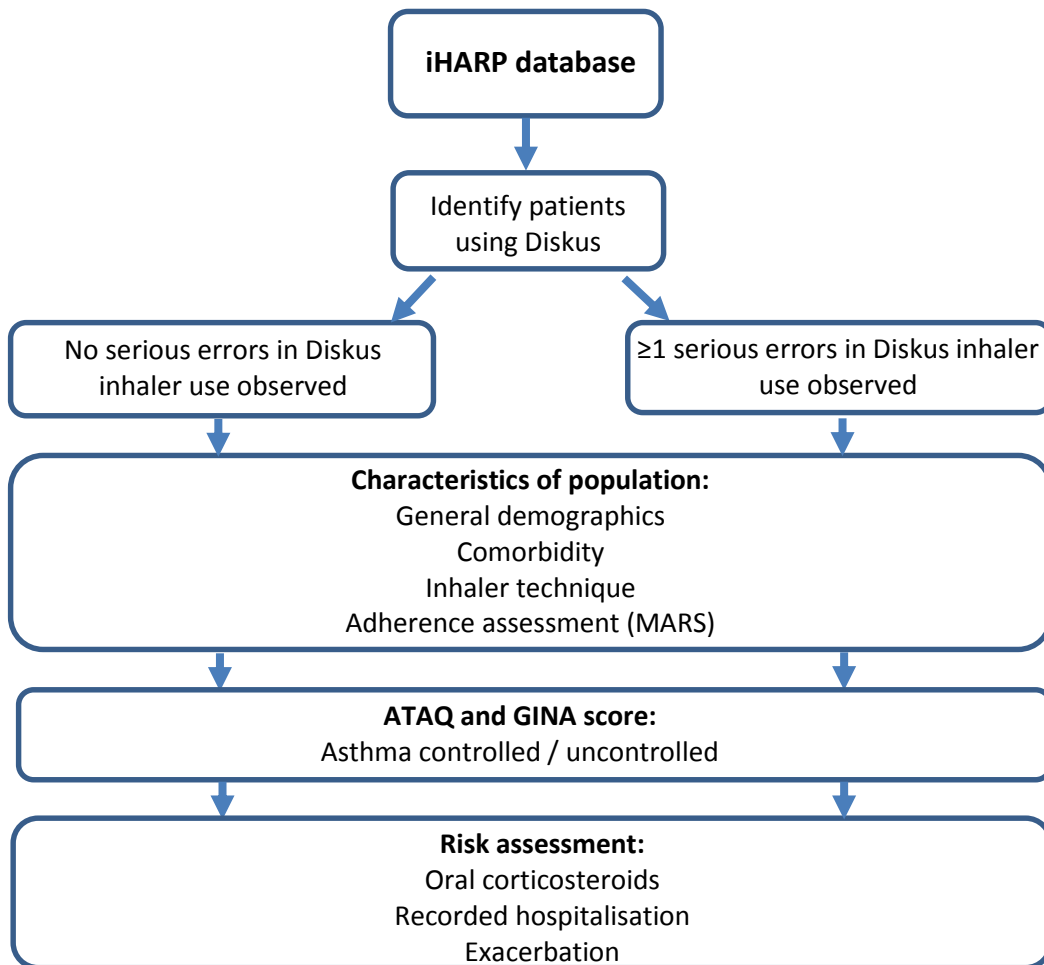 iHARP database
Identify patients
using Diskus
No serious errors in Diskus
inhaler use observed
≥1 serious errors in Diskus inhaler
use observed
Characteristics of population:
General demographics
Comorbidity
Inhaler technique
Adherence assessment (MARS)
ATAQ and GINA score:
Asthma controlled / uncontrolled
Risk assessment:
Oral corticosteroids
Recorded hospitalisation
Exacerbation